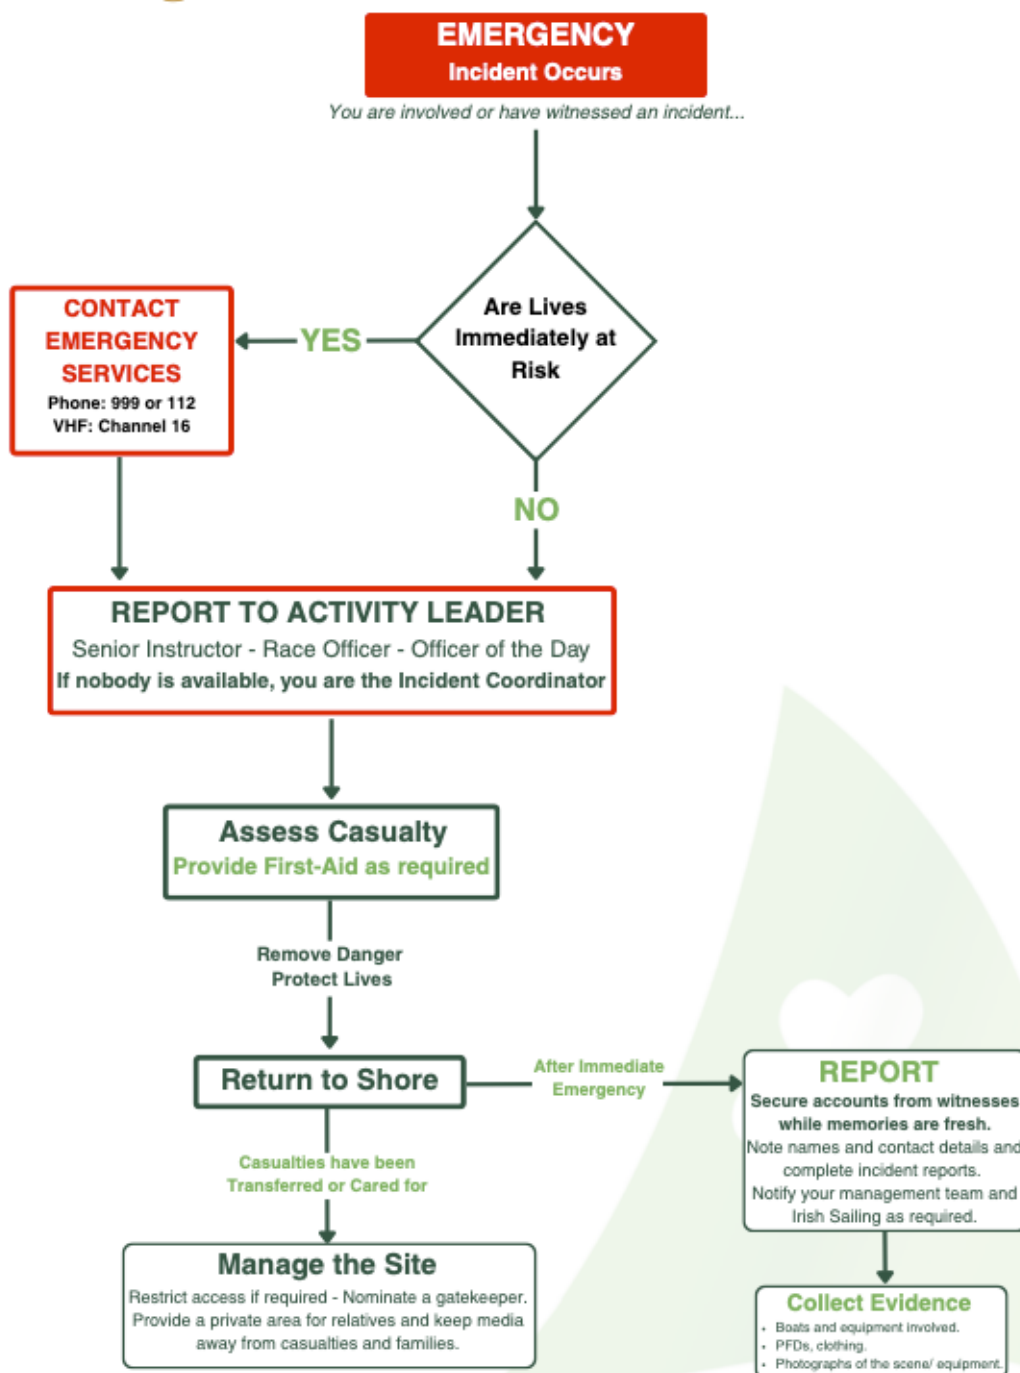 EMERGENCY
Incident Occurs
You are involved or have witnessed an incident...
Are Lives
Immediately at
Risk
YES
CONTACT
EMERGENCY
SERVICES
Phone: 999 or 112
VHF: Channel 16
NO
REPORT TO ACTIVITY LEADER
Senior Instructor - Race Officer - Officer of the Day
If nobody is available, you are the Incident Coordinator
Assess Casualty
Provide First-Aid as required
Remove Danger
Protect Lives
Return to Shore
After Immediate
Emergency
REPORT
Secure accounts from witnesses
while memories are fresh.
Note names and contact details and
complete incident reports.
Notify your management team and
Irish Sailing as required.
Casualties have been
Transferred or Cared for
Manage the Site
Restrict access if required - Nominate a gatekeeper.
Provide a private area for relatives and keep media
away from casualties and families.
Collect Evidence
• Boats and equipment involved.
• PFDs, clothing.
• Photographs of the scene/ equipment.